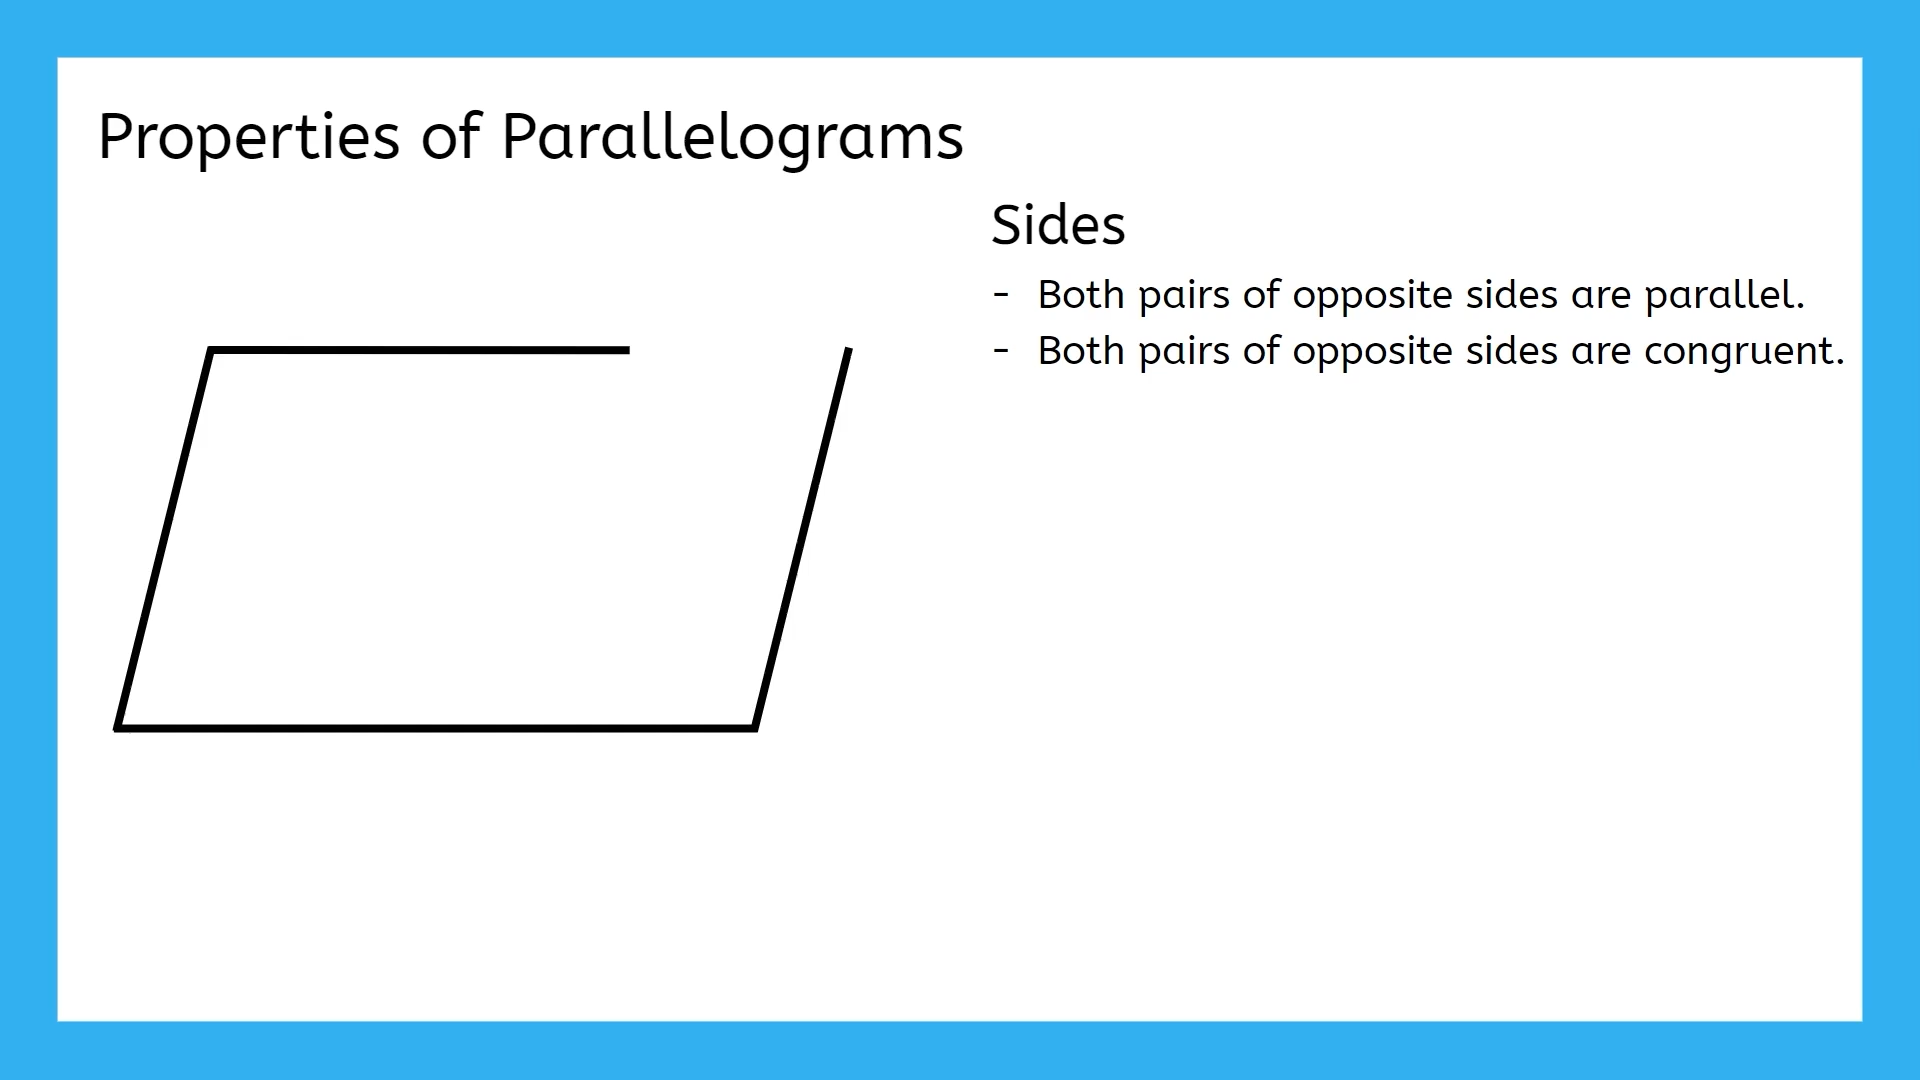 Properties of Parallelograms
Sides
- Both pairs of opposite sides are parallel.
- Both pairs of opposite sides are congruent.